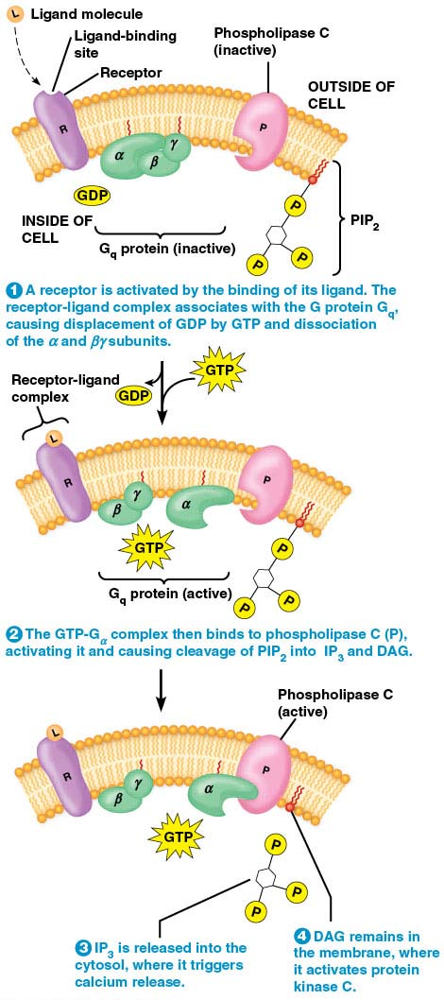 L Ligand molecule
Ligand-binding
site
Receptor
Phospholipase C
(inactive)
OUTSIDE OF
CELL
R
α
β
γ
P
GDP
INSIDE OF
CELL
Gq protein (inactive)
P
P
P
PIP2
1 A receptor is activated by the binding of its ligand. The
receptor-ligand complex associates with the G protein Gq,
causing displacement of GDP by GTP and dissociation
of the α and βγ subunits.
Receptor-ligand
complex
GDP
GTP
L
R
β
γ
α
P
GTP
P
P
P
Gq protein (active)
2 The GTP-Gα complex then binds to phospholipase C (P),
activating it and causing cleavage of PIP2 into IP3 and DAG.
Phospholipase C
(active)
L
R
β
γ
α
P
GTP
P
P
P
3 IP3 is released into the
cytosol, where it triggers
calcium release.
4 DAG remains in
the membrane, where
it activates protein
kinase C.